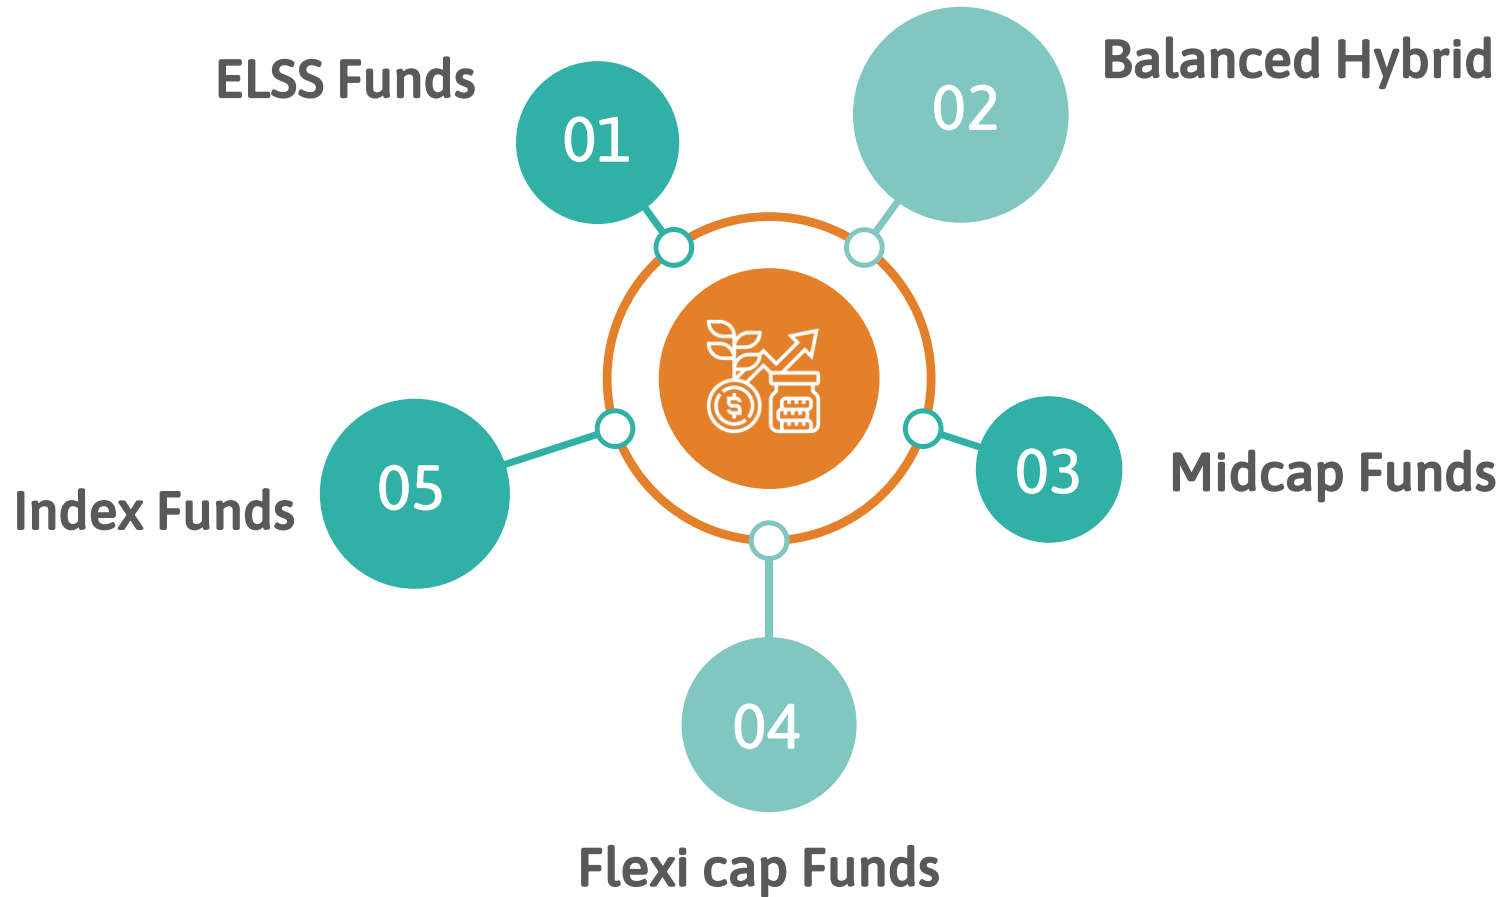 ELSS Funds
01
02
Balanced Hybrid
03
Midcap Funds
04
Flexi cap Funds
05
Index Funds
$